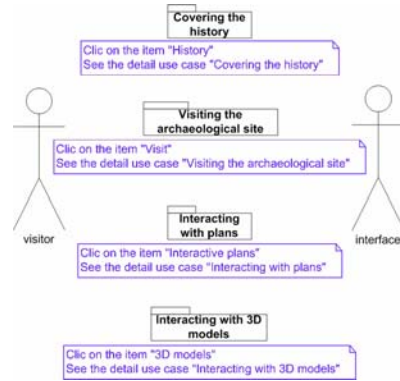 Covering the
history
Clic on the item "History"
See the detail use case "Covering the history"
Visiting the
archaeological site
Clic on the item "Visit"
See the detail use case "Visiting the archaeological site"
visitor
interface
Interacting
with plans
Clic on the item "Interactive plans"
See the detail use case "Interacting with plans"
Interacting with 3D
models
Clic on the item "3D models"
See the detail use case "Interacting with 3D models"